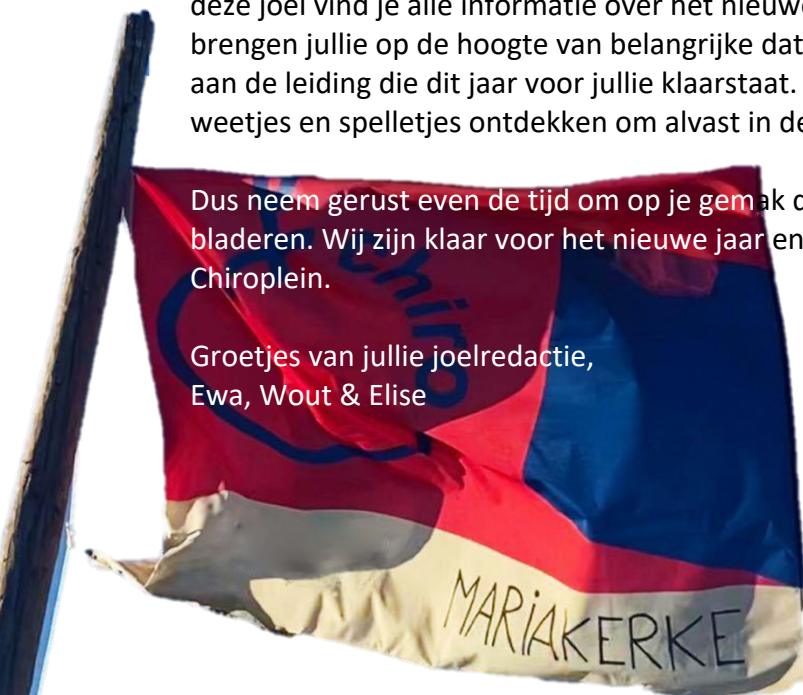 deze joel vind je alle informatie over het nieuwe
brengen jullie op de hoogte van belangrijke dat
aan de leiding die dit jaar voor jullie klaarstaat.
weetjes en spelletjes ontdekken om alvast in de
Dus neem gerust even de tijd om op je gemak d
bladeren. Wij zijn klaar voor het nieuwe jaar en
Chiroplein.
Groetjes van jullie joelredactie,
Ewa, Wout & Elise
chiro
MARIAKERKE